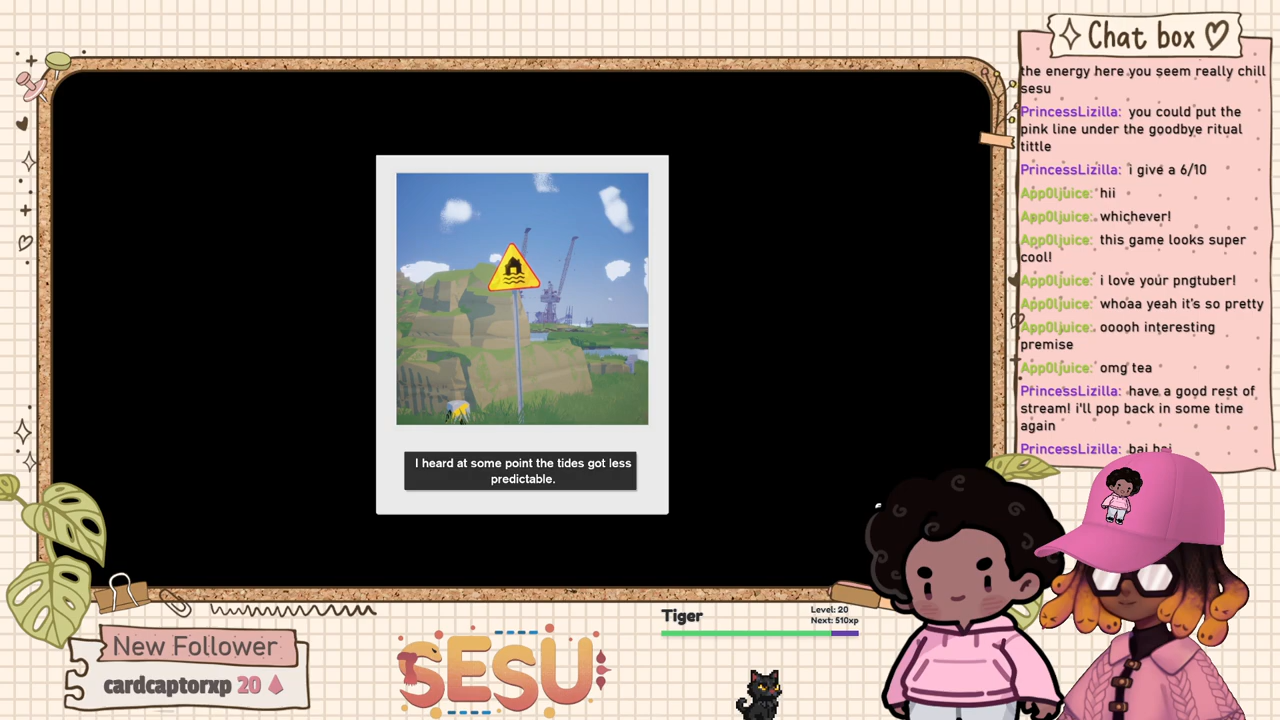 Chat box
the energy here you seem really chill
sesu
PrincessLizilla: you could put the
pink line under the goodbye ritual
tittle
PrincessLizilla: i give a 6/10
App0ljuice: hii
App0ljuice: whichever!
App0ljuice: this game looks super
cool!
App0ljuice: i love your pngtuber!
App0ljuice: whoaa yeah it's so pretty
App0ljuice: ooooh interesting
premise
App0ljuice: omg tea
PrincessLizilla: have a good rest of
stream! i'll pop back in some time
again
PrincessLizilla: bai bai
I heard at some point the tides got less
predictable.
New Follower
cardcaptorxp 20
SESU
Tiger
Level: 20
Next: 510xp